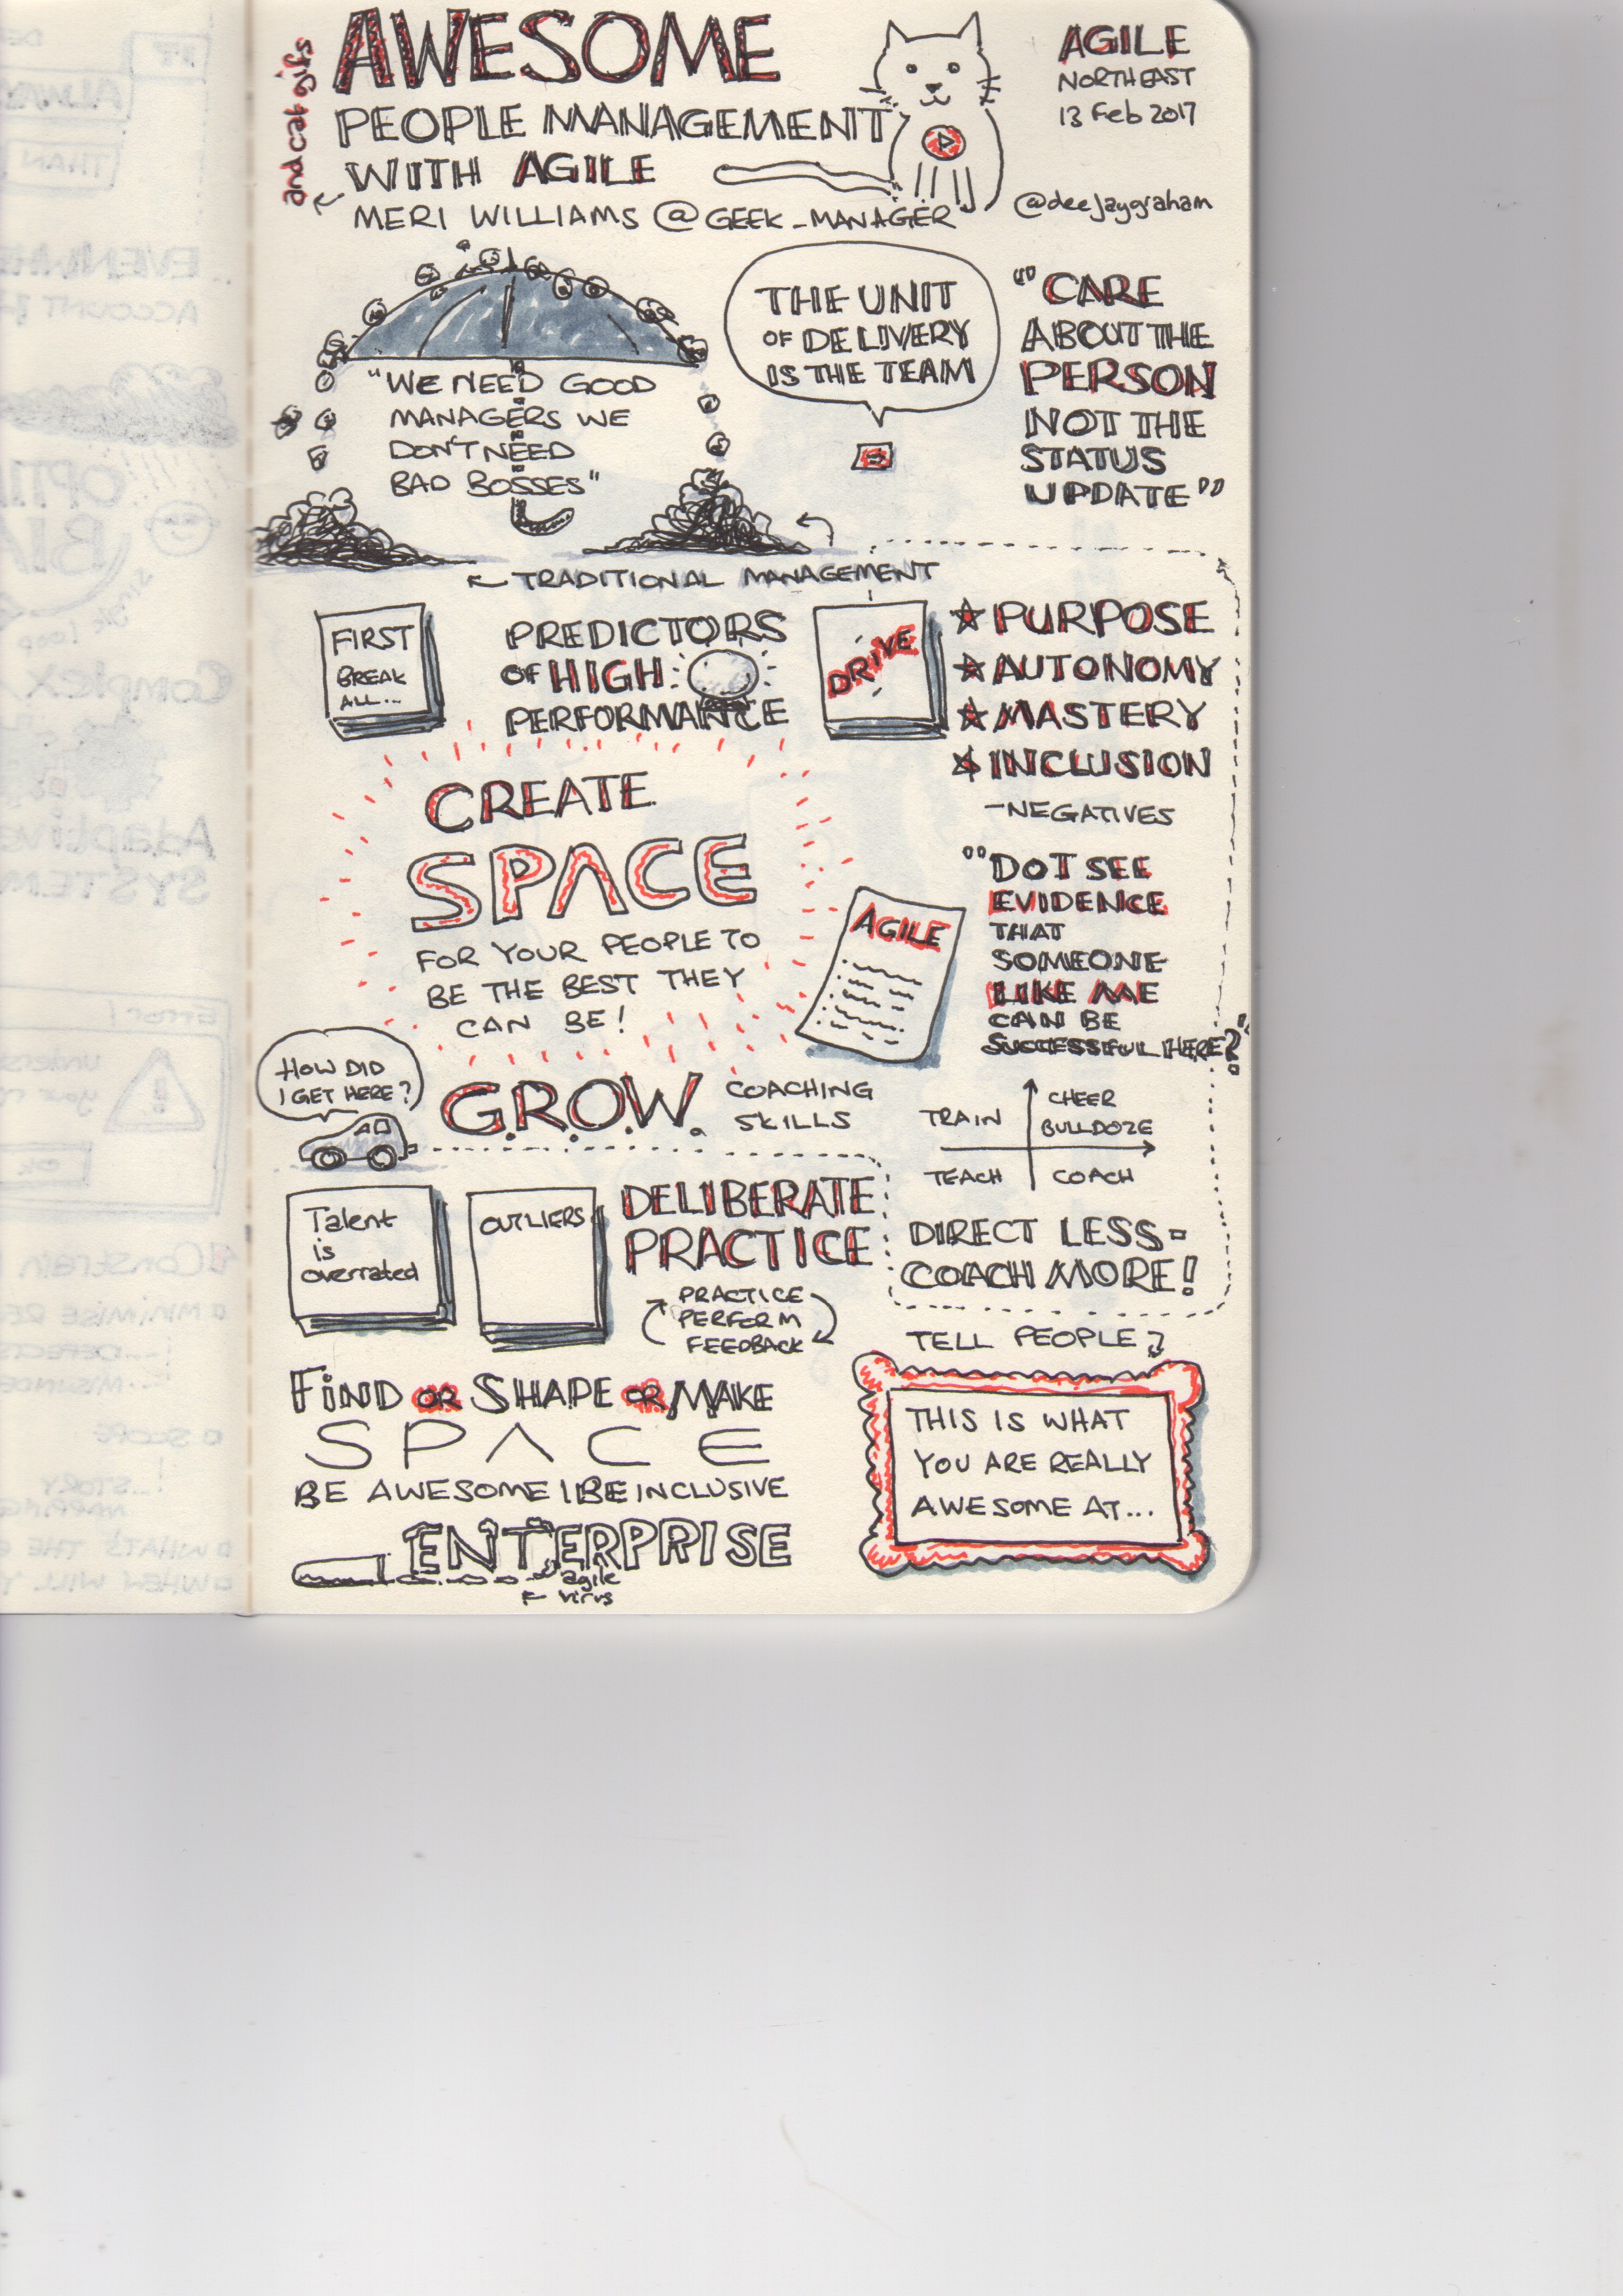 and cat gifs
AWESOME
PEOPLE MANAGEMENT
WITH AGILE
MERI WILLIAMS @GEEK_MANAGER
AGILE
NORTHEAST
13 Feb 2017
@deejaygraham
"WE NEED GOOD
MANAGERS WE
DON'T NEED
BAD BOSSES"
THE UNIT
OF DELIVERY
IS THE TEAM
"CARE
ABOUT THE
PERSON
NOT THE
STATUS
UPDATE"
TRADITIONAL MANAGEMENT
FIRST
BREAK
ALL...
PREDICTORS
OF HIGH
PERFORMANCE
DRIVE
PURPOSE
AUTONOMY
MASTERY
INCLUSION
-NEGATIVES
CREATE
SPACE
FOR YOUR PEOPLE TO
BE THE BEST THEY
CAN BE!
AGILE
"DO I SEE
EVIDENCE
THAT
SOMEONE
LIKE ME
CAN BE
SUCCESSFUL HERE?"
HOW DID
I GET HERE?
G.R.O.W.
COACHING
SKILLS
TRAIN
CHEER
BULLDOZE
TEACH
COACH
DIRECT LESS -
COACH MORE!
Talent
is
overrated
OUTLIERS
DELIBERATE
PRACTICE
PRACTICE
PERFORM
FEEDBACK
TELL PEOPLE
THIS IS WHAT
YOU ARE REALLY
AWESOME AT...
FIND OR SHAPE OR MAKE
SPACE
BE AWESOME | BE INCLUSIVE
ENTERPRISE
agile
virus